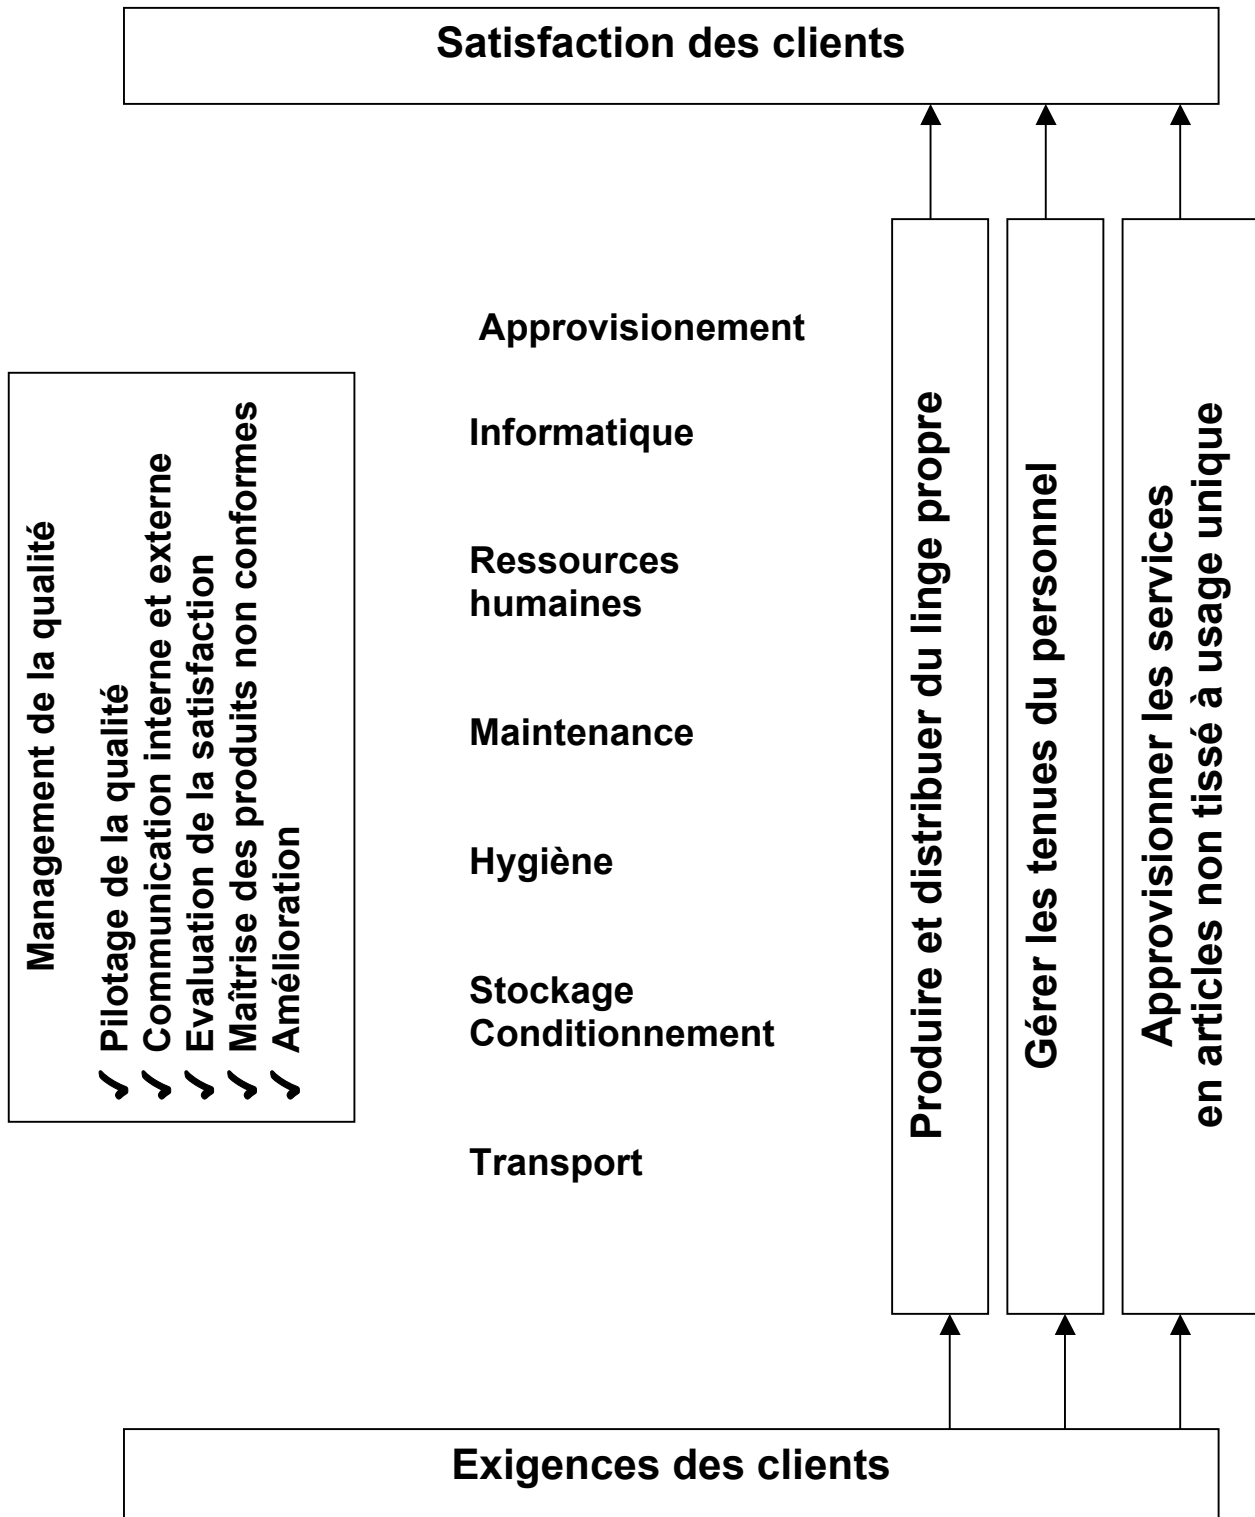 Satisfaction des clients
Management de la qualité
✓ Pilotage de la qualité
✓ Communication interne et externe
✓ Evaluation de la satisfaction
✓ Maîtrise des produits non conformes
✓ Amélioration
Approvisionement
Informatique
Ressources
humaines
Maintenance
Hygiène
Stockage
Conditionnement
Transport
Produire et distribuer du linge propre
Gérer les tenues du personnel
Approvisionner les services
en articles non tissé à usage unique
Exigences des clients